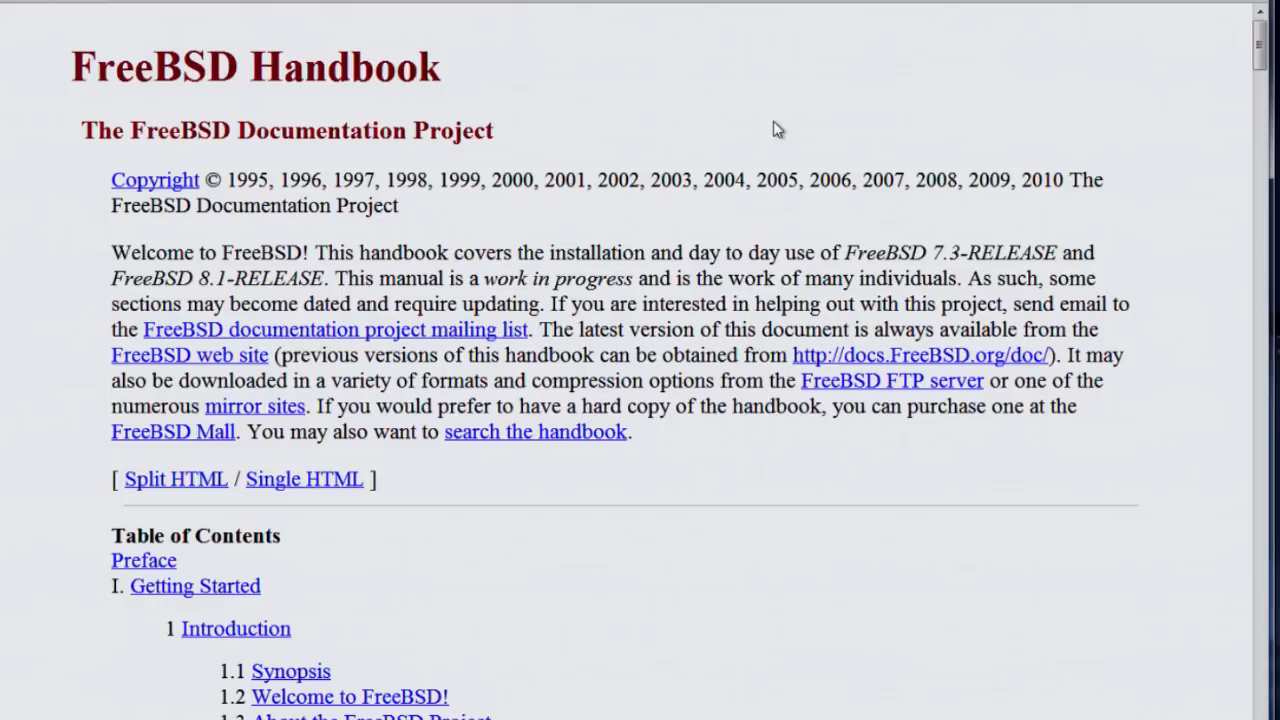 FreeBSD Handbook
The FreeBSD Documentation Project
Copyright © 1995, 1996, 1997, 1998, 1999, 2000, 2001, 2002, 2003, 2004, 2005, 2006, 2007, 2008, 2009, 2010 The
FreeBSD Documentation Project
Welcome to FreeBSD! This handbook covers the installation and day to day use of FreeBSD 7.3-RELEASE and
FreeBSD 8.1-RELEASE. This manual is a work in progress and is the work of many individuals. As such, some
sections may become dated and require updating. If you are interested in helping out with this project, send email to
the FreeBSD documentation project mailing list. The latest version of this document is always available from the
FreeBSD web site (previous versions of this handbook can be obtained from http://docs.FreeBSD.org/doc/). It may
also be downloaded in a variety of formats and compression options from the FreeBSD FTP server or one of the
numerous mirror sites. If you would prefer to have a hard copy of the handbook, you can purchase one at the
FreeBSD Mall. You may also want to search the handbook.
[ Split HTML / Single HTML ]
Table of Contents
Preface
I. Getting Started
1 Introduction
1.1 Synopsis
1.2 Welcome to FreeBSD!
1.3 About the FreeBSD Project